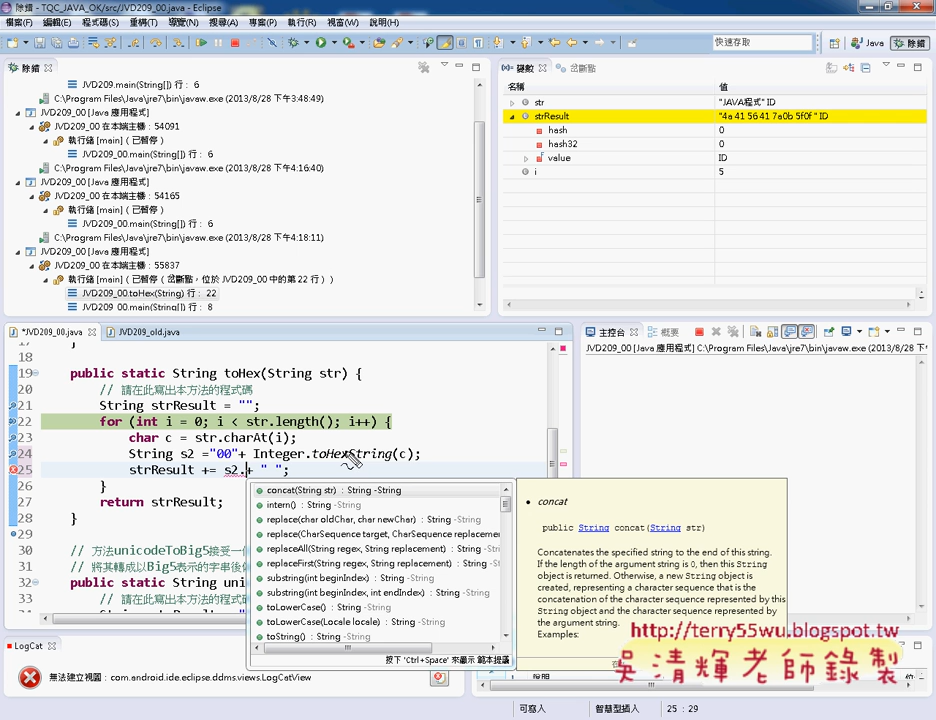 除錯 - TQC_JAVA_OK/src/JVD209_00.java - Eclipse
檔案(F) 編輯(E) 程式碼(S) 重構(T) 導覽(N) 搜尋(A) 專案(P) 執行(R) 視窗(W) 說明(H)
快速存取
Java
除錯
除錯
JVD209_00.main(String[]) 行: 6
C:\Program Files\Java\jre7\bin\javaw.exe (2013/8/28 下午3:48:49)
JVD209_00 [Java 應用程式]
JVD209_00 在本端主機: 54091
執行緒 [main] (已暫停)
JVD209_00.main(String[]) 行: 6
C:\Program Files\Java\jre7\bin\javaw.exe (2013/8/28 下午4:16:40)
JVD209_00 [Java 應用程式]
JVD209_00 在本端主機: 54165
執行緒 [main] (已暫停)
JVD209_00.main(String[]) 行: 6
C:\Program Files\Java\jre7\bin\javaw.exe (2013/8/28 下午4:18:11)
JVD209_00 [Java 應用程式]
JVD209_00 在本端主機: 55837
執行緒 [main] (已暫停 (岔斷點,位於 JVD209_00 中的第 22 行))
JVD209_00.toHex(String) 行: 22
JVD209_00.main(String[]) 行: 8
變數 岔斷點
名稱 值
str "JAVA程式" ID
strResult "4a 41 56 41 7a0b 5f0f " ID
hash 0
hash32 0
value ID
i 5
*JVD209_00.java JVD209_old.java
17 }
18
19 public static String toHex(String str) {
20 // 請在此寫出本方法的程式碼
21 String strResult = "";
22 for (int i = 0; i < str.length(); i++) {
23 char c = str.charAt(i);
24 String s2 ="00"+ Integer.toHexString(c);
25 strResult += s2.+ " ";
26 }
27 return strResult;
28 }
29
30 // 方法unicodeToBig5接受一個
31 // 將其轉成以Big5表示的字串後傳
32 public static String uni
33 // 請在此寫出本方法的程式碼
34
concat(String str) : String - String
intern() : String - String
replace(char oldChar, char newChar) : String - String
replace(CharSequence target, CharSequence replaceme
replaceAll(String regex, String replacement) : String - Str
replaceFirst(String regex, String replacement) : String - S
substring(int beginIndex) : String - String
substring(int beginIndex, int endIndex) : String - String
toLowerCase() : String - String
toLowerCase(Locale locale) : String - String
toString() : String - String
按下 'Ctrl+Space' 來顯示 範本提議
concat
public String concat(String str)
Concatenates the specified string to the end of this string.
If the length of the argument string is 0, then this String
object is returned. Otherwise, a new String object is
created, representing a character sequence that is the
concatenation of the character sequence represented by this
String object and the character sequence represented by
the argument string.
Examples:
主控台 概要
JVD209_00 [Java 應用程式] C:\Program Files\Java\jre7\bin\javaw.exe (2013/8/28 下
LogCat
無法建立視圖:com.android.ide.eclipse.ddms.views.LogCatView
說明
http://terry55wu.blogspot.tw
吳清輝老師錄製
可寫入 智慧型插入 25 : 29